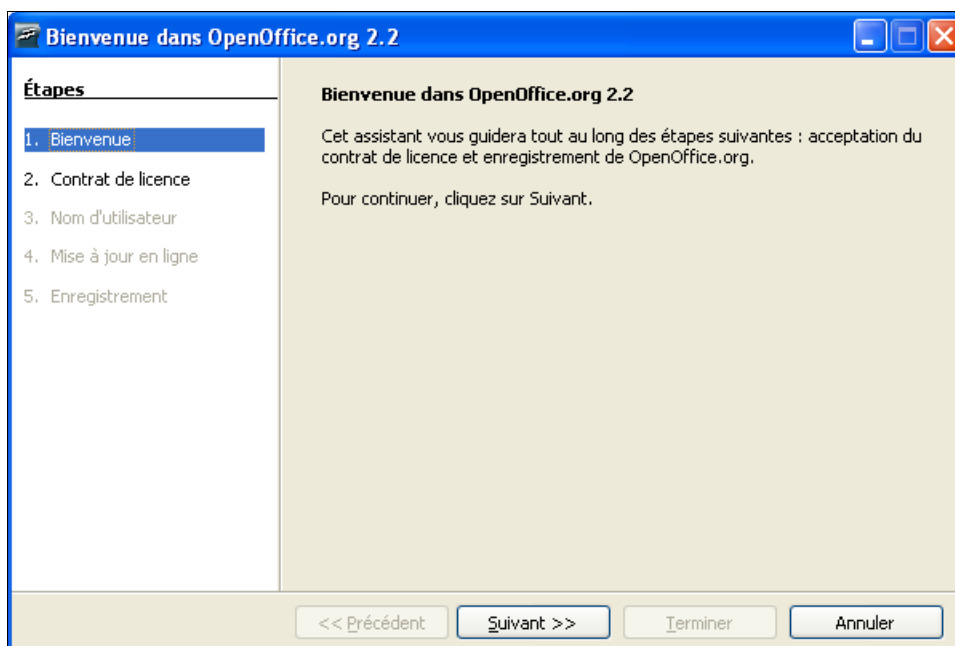 Bienvenue dans OpenOffice.org 2.2
Étapes
1. Bienvenue
2. Contrat de licence
3. Nom d'utilisateur
4. Mise à jour en ligne
5. Enregistrement
Bienvenue dans OpenOffice.org 2.2
Cet assistant vous guidera tout au long des étapes suivantes : acceptation du
contrat de licence et enregistrement de OpenOffice.org.
Pour continuer, cliquez sur Suivant.
<< Précédent
Suivant >>
Terminer
Annuler